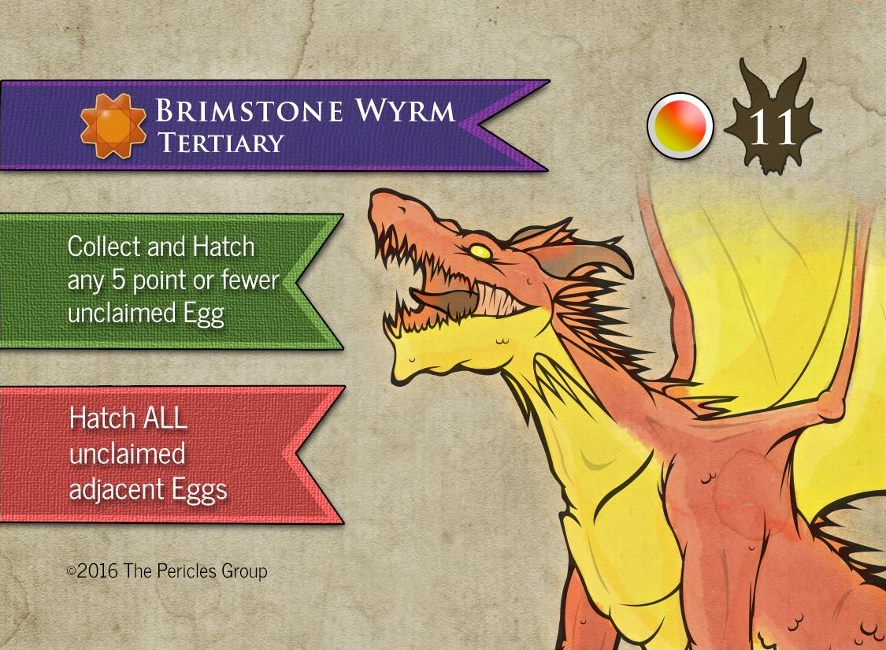 Brimstone Wyrm
Tertiary
11
Collect and Hatch
any 5 point or fewer
unclaimed Egg
Hatch ALL
unclaimed
adjacent Eggs
©2016 The Pericles Group